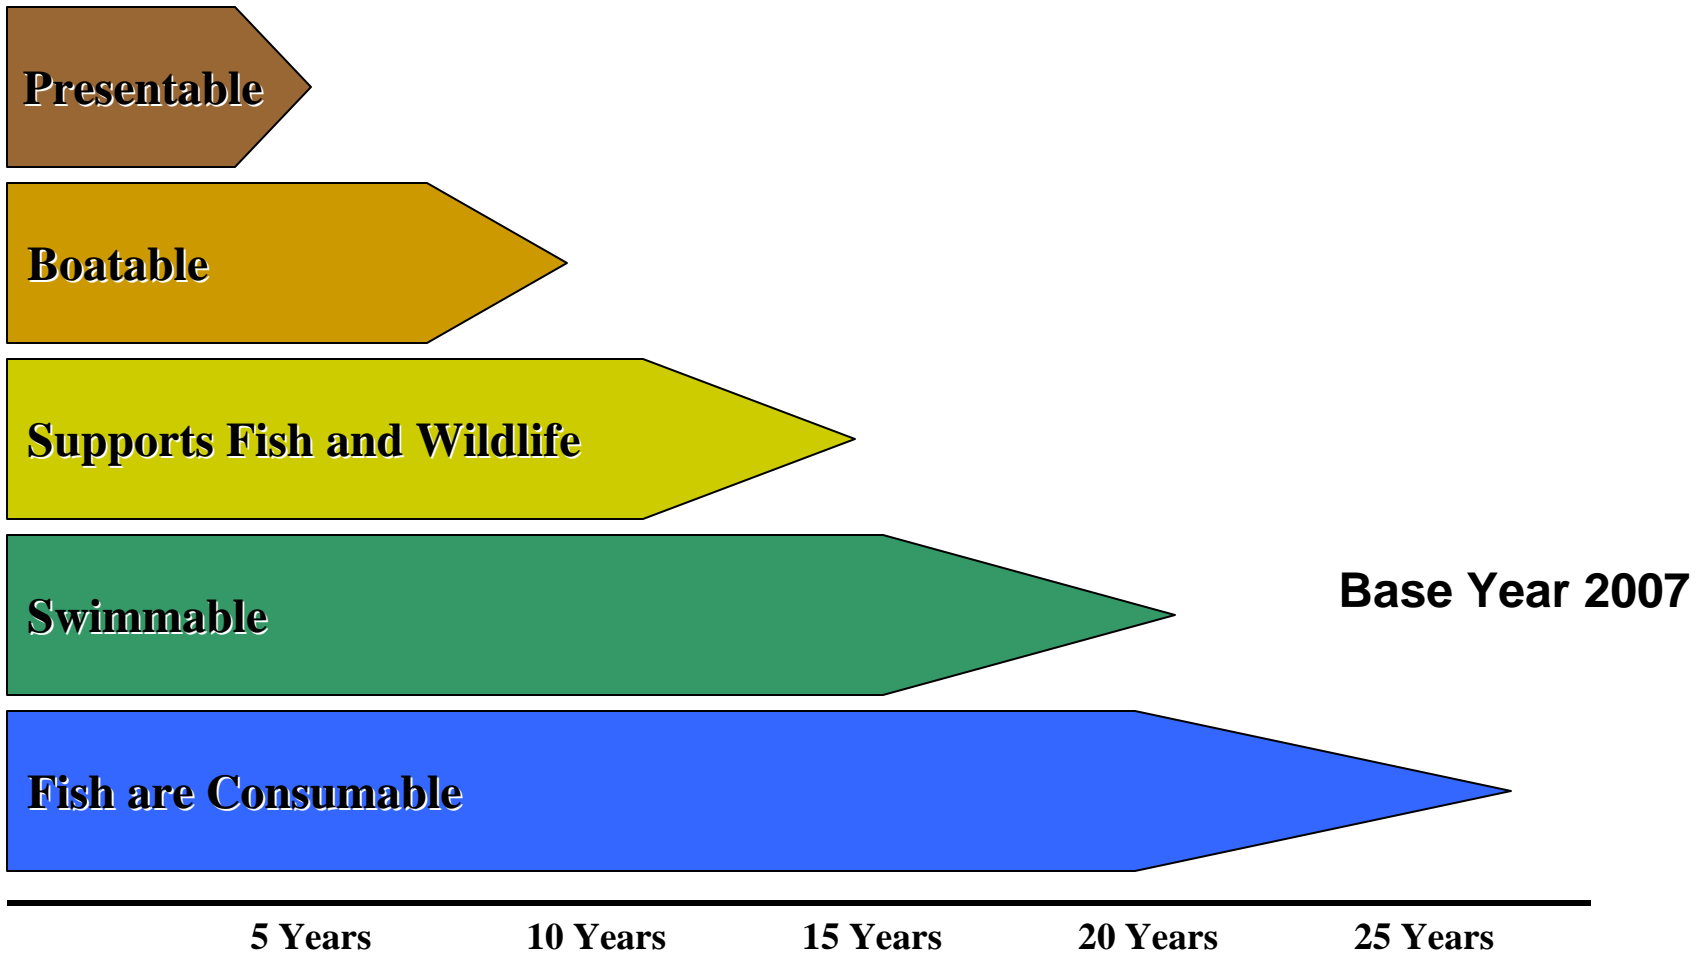 Presentable
Boatable
Supports Fish and Wildlife
Swimmable
Base Year 2007
Fish are Consumable
5 Years 10 Years 15 Years 20 Years 25 Years